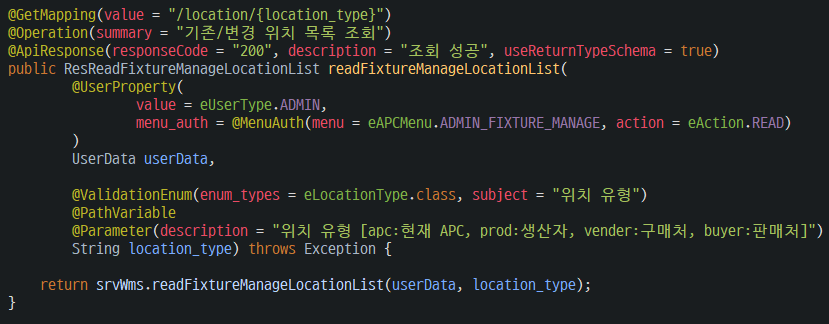 @GetMapping(value = "/location/{location_type}")
@Operation(summary = "기존/변경 위치 목록 조회")
@ApiResponse(responseCode = "200", description = "조회 성공", useReturnTypeSchema = true)
public ResReadFixtureManageLocationList readFixtureManageLocationList(
        @UserProperty(
                value = eUserType.ADMIN,
                menu_auth = @MenuAuth(menu = eAPCMenu.ADMIN_FIXTURE_MANAGE, action = eAction.READ)
        )
        UserData userData,
        @ValidationEnum(enum_types = eLocationType.class, subject = "위치 유형")
        @PathVariable
        @Parameter(description = "위치 유형 [apc:현재 APC, prod:생산자, vender:구매처, buyer:판매처]")
        String location_type) throws Exception {
    return srvWms.readFixtureManageLocationList(userData, location_type);
}